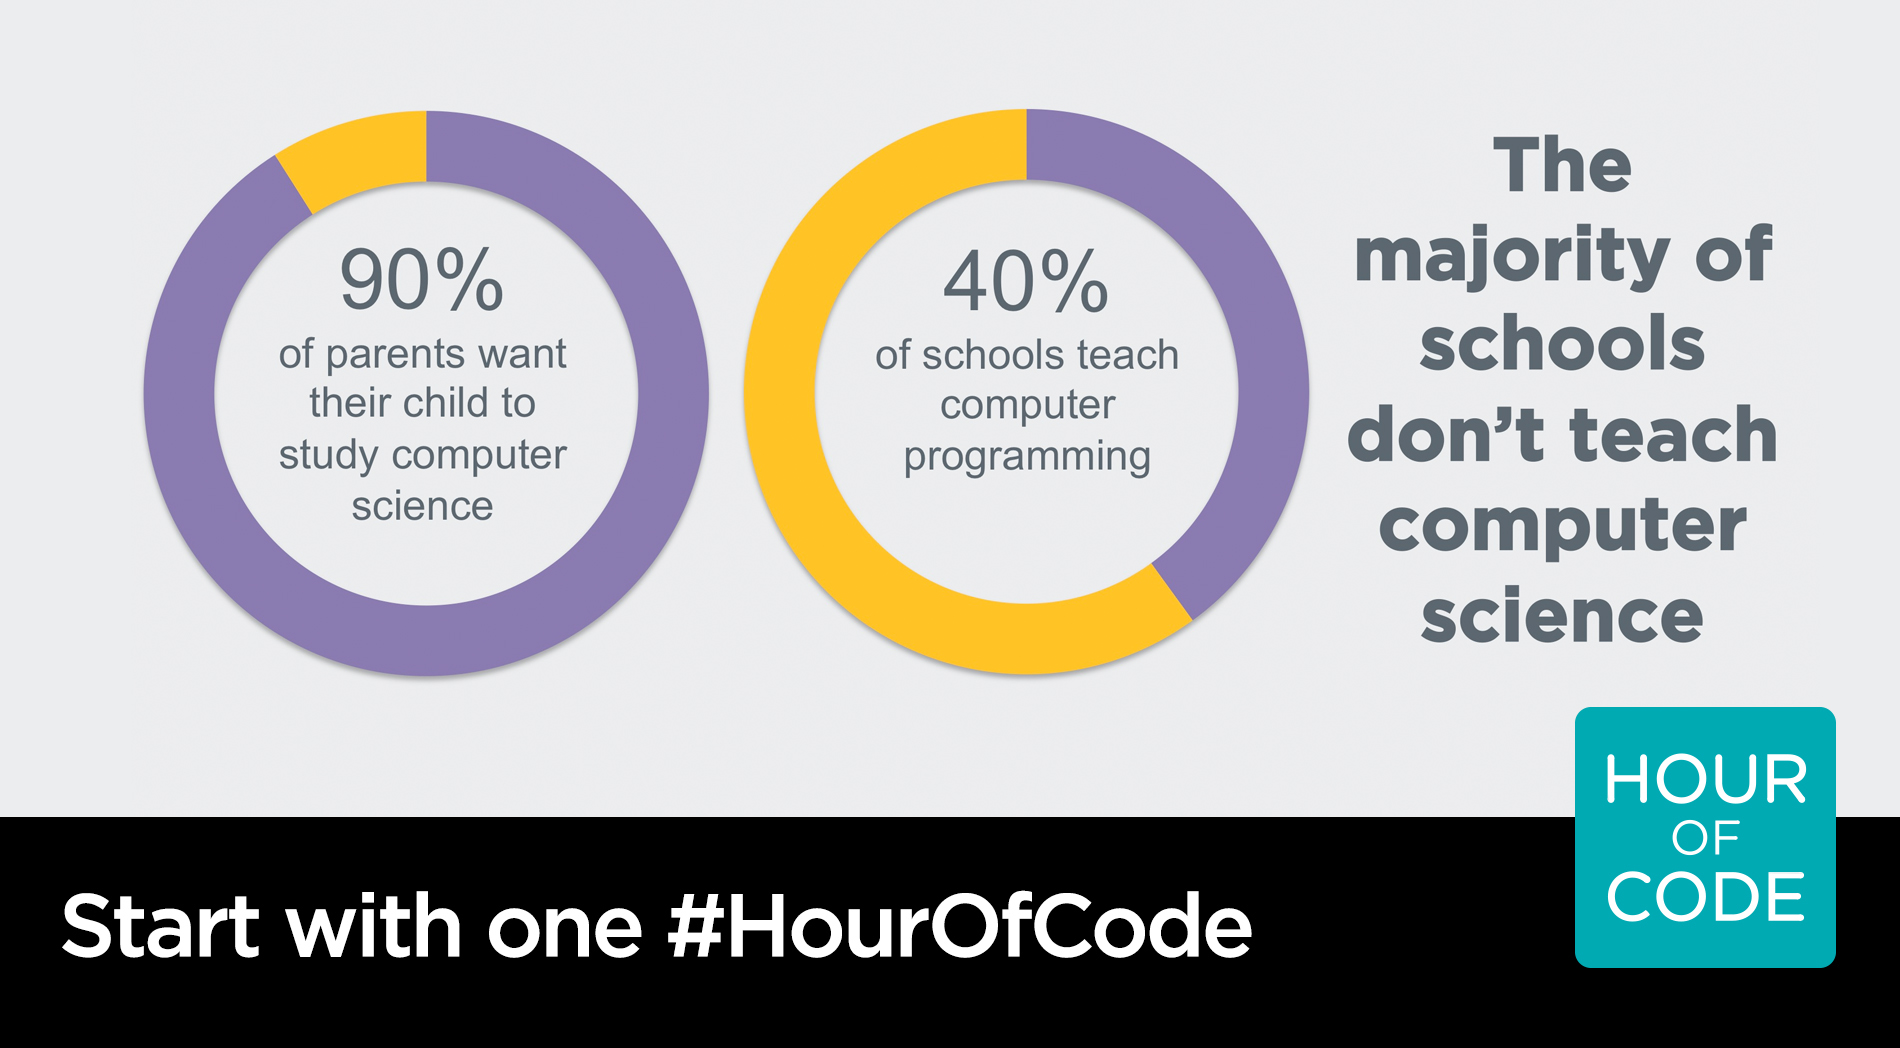 90%
of parents want
their child to
study computer
science
40%
of schools teach
computer
programming
The
majority of
schools
don’t teach
computer
science
HOUR
OF
CODE
Start with one #HourOfCode